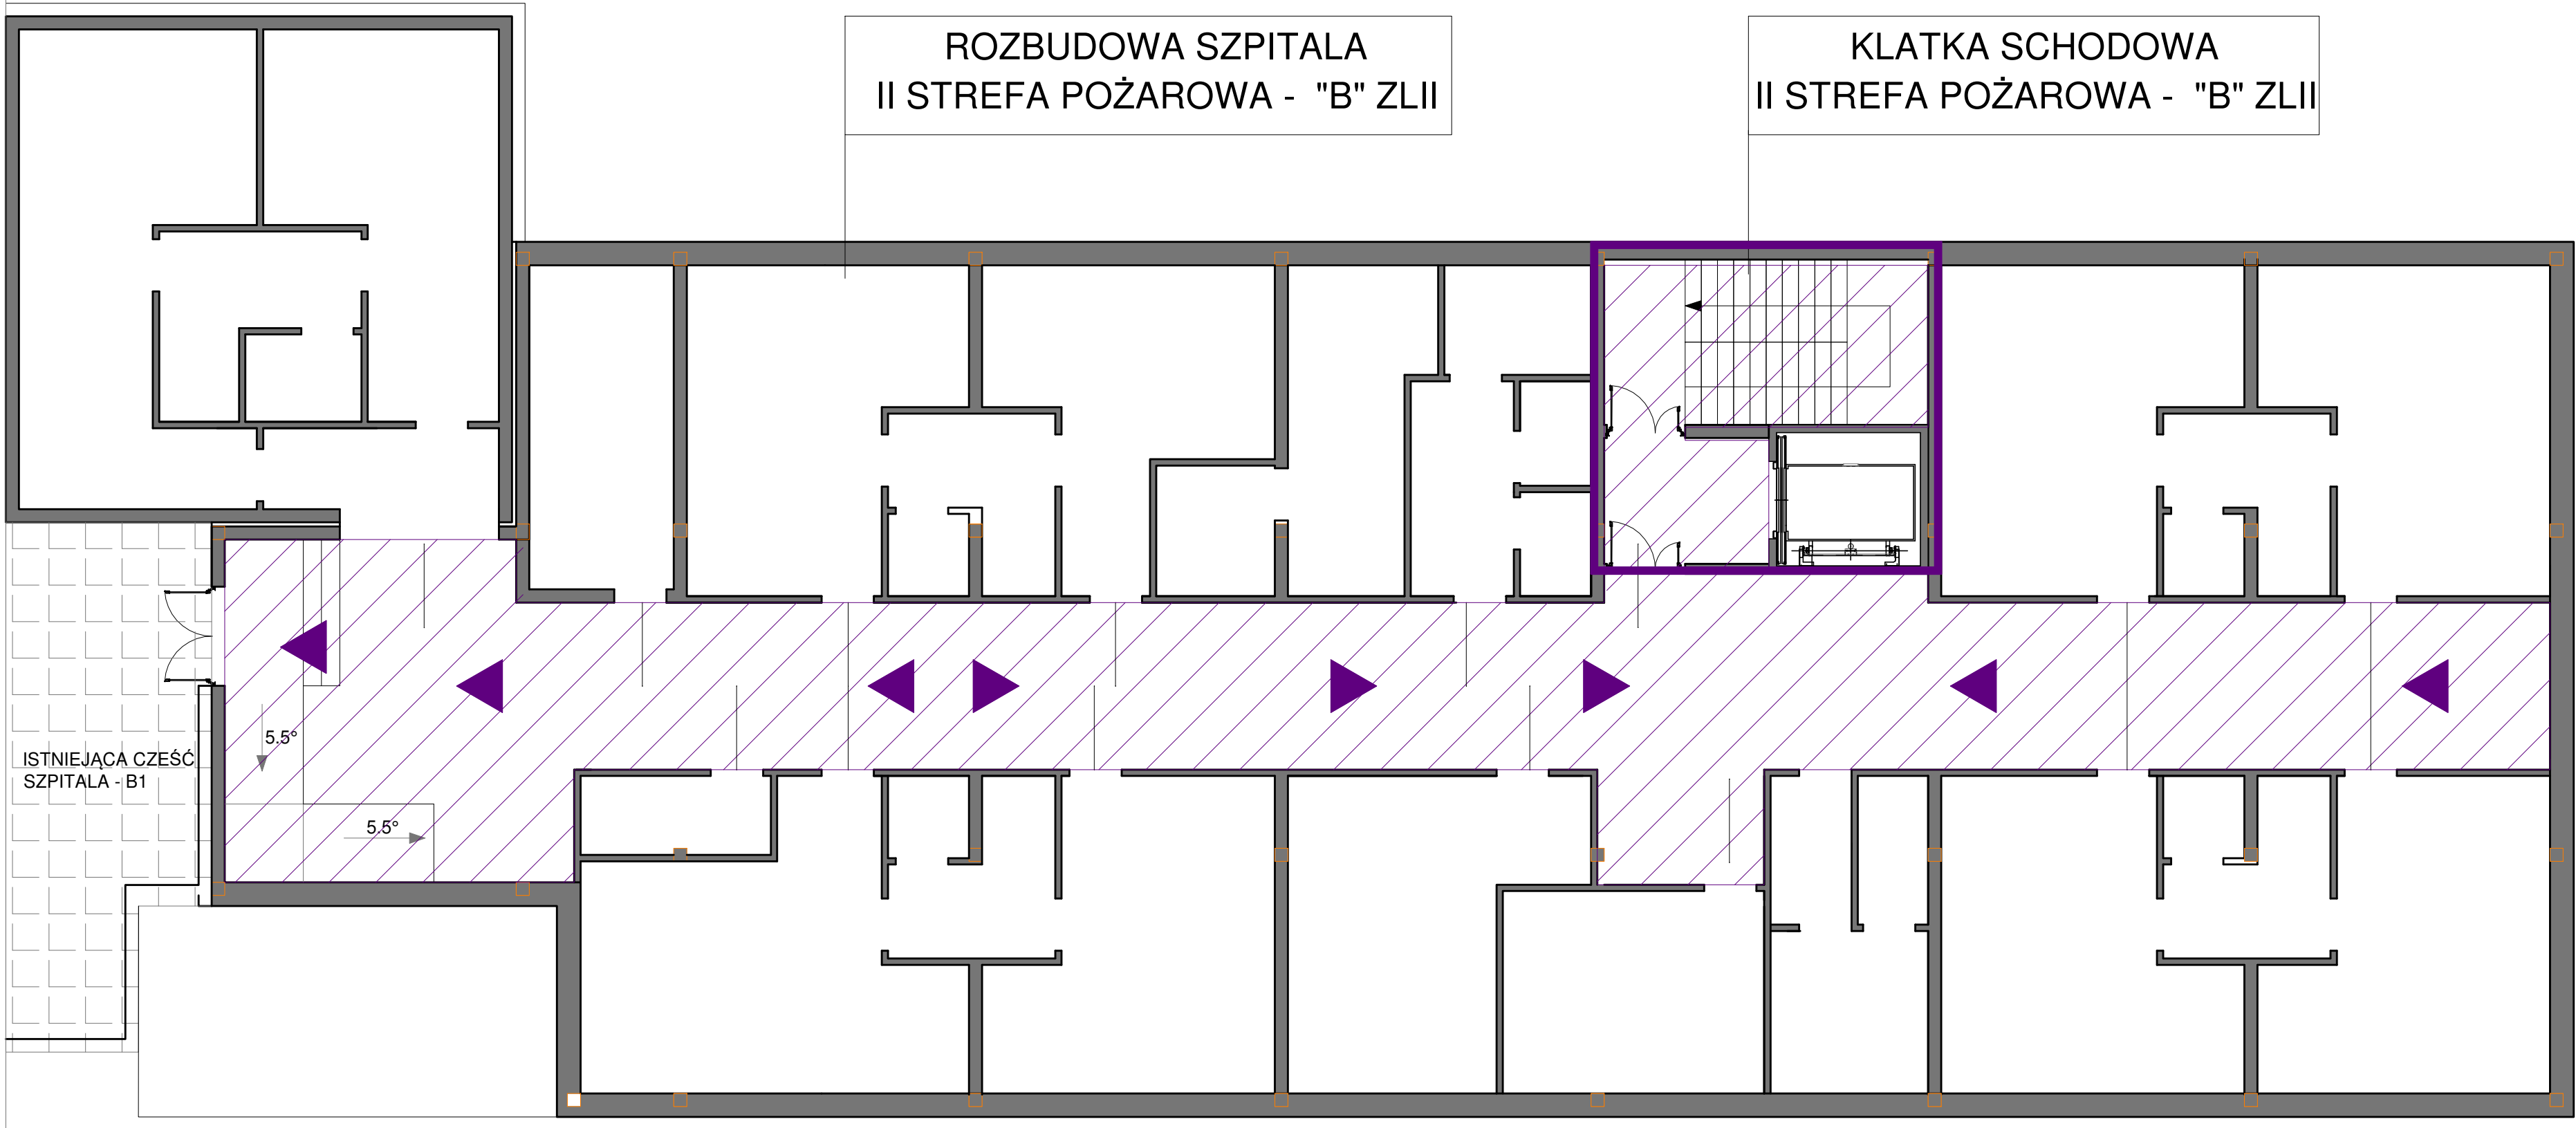 ROZBUDOWA SZPITALA
II STREFA POŻAROWA - "B" ZLII
KLATKA SCHODOWA
II STREFA POŻAROWA - "B" ZLII
5.5°
ISTNIEJĄCA CZEŚĆ
SZPITALA - B1
5.5°